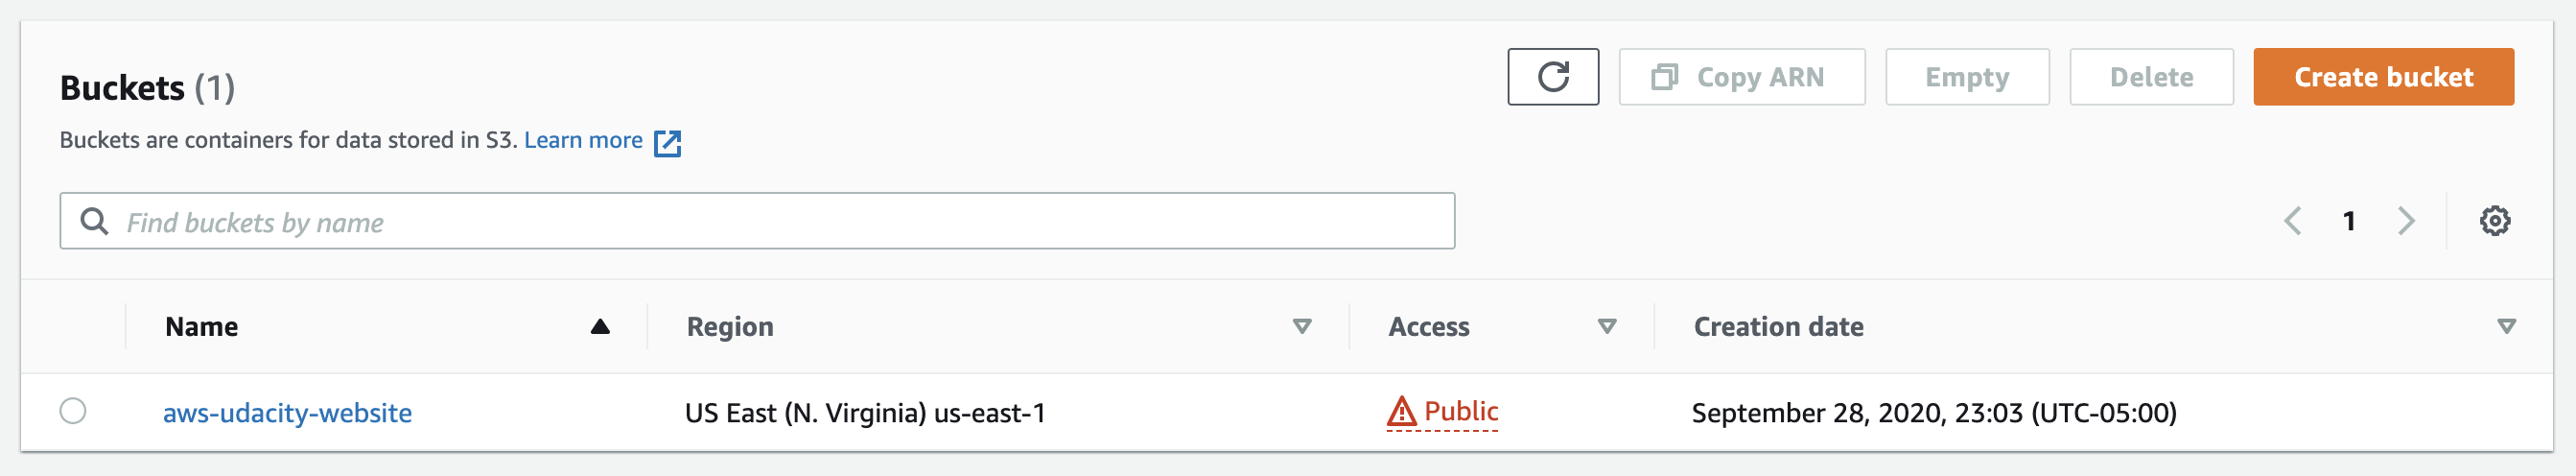 Buckets (1)
Copy ARN
Empty
Delete
Create bucket
Buckets are containers for data stored in S3. Learn more
Find buckets by name
1
Name
Region
Access
Creation date
aws-udacity-website
US East (N. Virginia) us-east-1
Public
September 28, 2020, 23:03 (UTC-05:00)